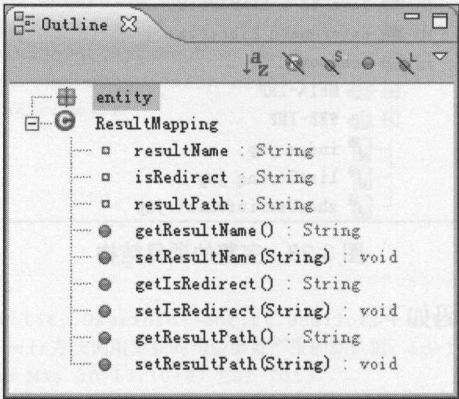 Outline
entity
ResultMapping
resultName : String
isRedirect : String
resultPath : String
getResultName() : String
setResultName(String) : void
getIsRedirect() : String
setIsRedirect(String) : void
getResultPath() : String
setResultPath(String) : void